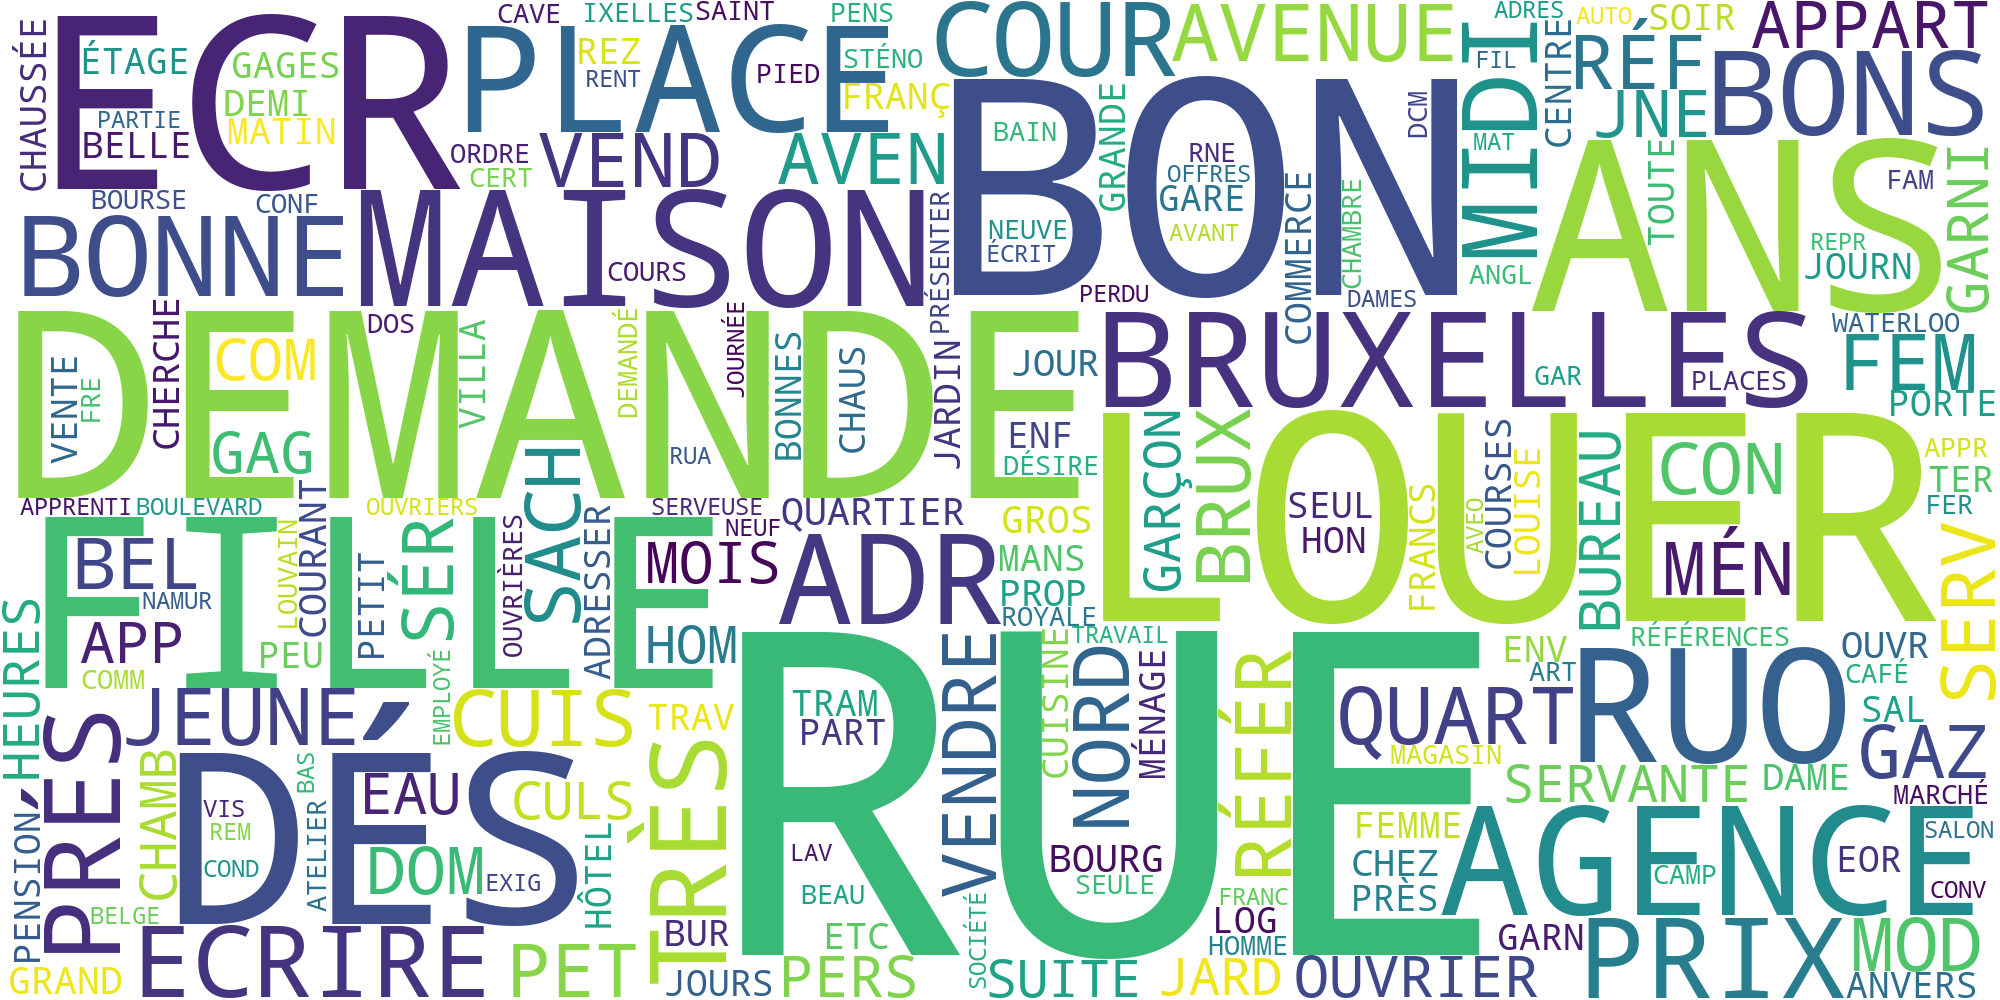 ECR
PLACE
CAVE
IXELLES
SAINT
PENS
COUR
AVENUE
ADRES
AUTO
SOIR
APPART
CHAUSSÉE
ÉTAGE
GAGES
REZ
RENT
PIED
STÉNO
FRANÇ
FIL
CENTRE
RÉF
BONS
DEMI
PARTIE
MATIN
BELLE
ORDRE
CERT
VEND
AVEN
BON
BAIN
GRANDE
RNE
OFFRES
GARE
AVANT
DCM
MIDI
MAT
JNE
ANS
TOUTE
FAM
GARNI
BOURSE
CONF
BONNE
MAISON
COURS
PRÉSENTER
NEUVE
ÉCRIT
PERDU
COMMERCE
CHAMBRE
DAMES
ANGL
REPR
JOURN
DEMANDE
DOS
CHERCHE
COM
VILLA
DEMANDÉ
JOURNÉE
BONNES
CHAUS
JARDIN
JOUR
BRUXELLES
GAR
PLACES
WATERLOO
FEM
PORTE
VENTE
FRE
GAG
RUA
ENF
DÉSIRE
LOUER
GARÇON
BRUX
SEUL
HON
FRANCS
AVEO
COURSES
LOUISE
BUREAU
CON
MÉN
APPR
TER
FER
APPRENTI
BOULEVARD
OUVRIERS
SERVEUSE
NEUF
QUARTIER
GROS
FILLE
BEL
NAMUR
LOUVAIN
COURANT
PETIT
SÉR
OUVRIÈRES
SACH
ADRESSER
MOIS
ADR
MANS
PROP
ROYALE
TRAVAIL
SERV
HEURES
APP
COMM
PEU
EMPLOYÉ
HOM
RUE
VENDRE
CUISINE
NORD
MÉNAGE
RÉFÉR
RÉFÉRENCES
ENV
ART
OUVR
CAFÉ
SAL
RUO
QUART
MAGASIN
JEUNE
CUIS
TRAV
TRAM
PART
PRÈS
CHAMB
DÉS
BAS
VIS
REM
COND
ATELIER
EAU
DOM
EXIG
CULS
HÔTEL
TRÈS
LAV
BEAU
BOURG
SEULE
FRANC
FEMME
CHEZ
PRÈS
SERVANTE
DAME
GAZ
MARCHÉ
SALON
AGENCE
CAMP
EOR
CONV
PENSION
BELGE
GRAND
ECRIRE
PET
BUR
JOURS
ETC
PERS
SOCIÉTÉ
SUITE
JARD
LOG
HOMME
OUVRIER
GARN
PRIX
MOD
ANVERS